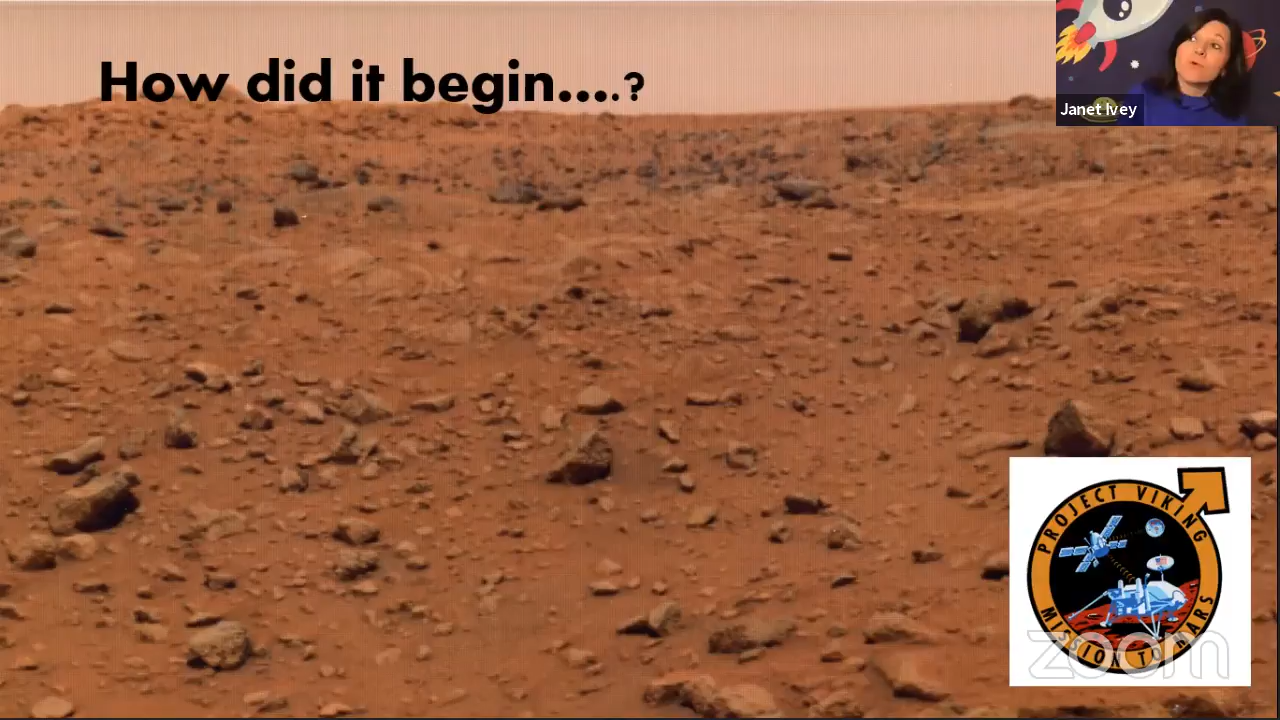 How did it begin.....?
Janet Ivey
PROJECT VIKING
MISSION TO MARS
zoom